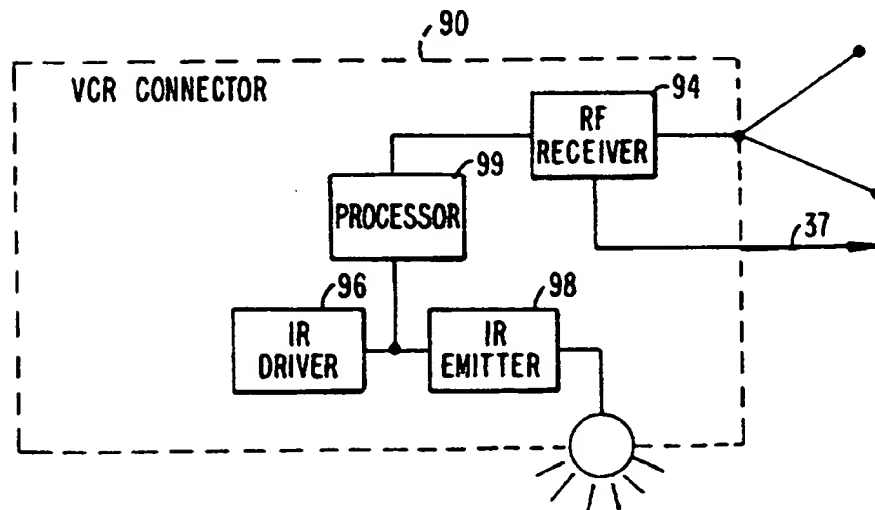 90
VCR CONNECTOR
94
RF
RECEIVER
99
PROCESSOR
37
96
IR
DRIVER
98
IR
EMITTER